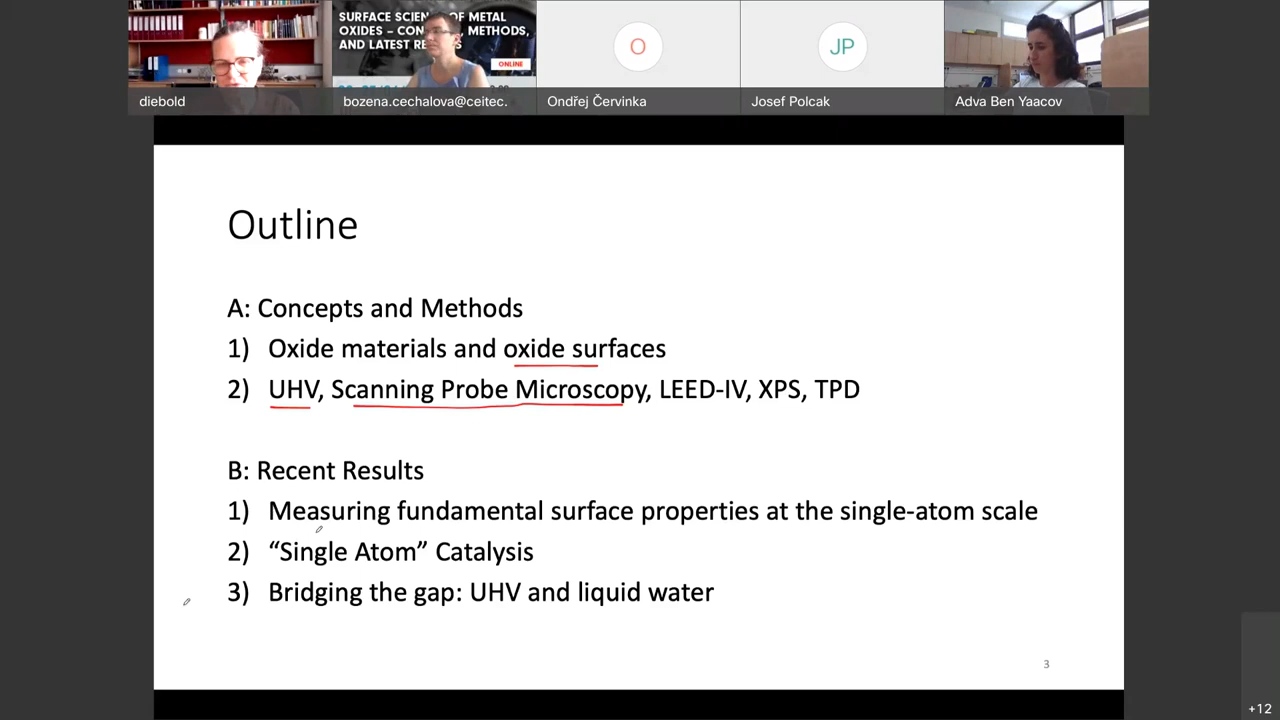 SURFACE SCIEN OF METAL
OXIDES – CON , METHODS,
AND LATEST RE S
ONLINE
O
JP
diebold
bozena.cechalova@ceitec.
Ondřej Červinka
Josef Polcak
Adva Ben Yaacov
Outline
A: Concepts and Methods
1) Oxide materials and oxide surfaces
2) UHV, Scanning Probe Microscopy, LEED-IV, XPS, TPD
B: Recent Results
1) Measuring fundamental surface properties at the single-atom scale
2) “Single Atom” Catalysis
3) Bridging the gap: UHV and liquid water
3
+12